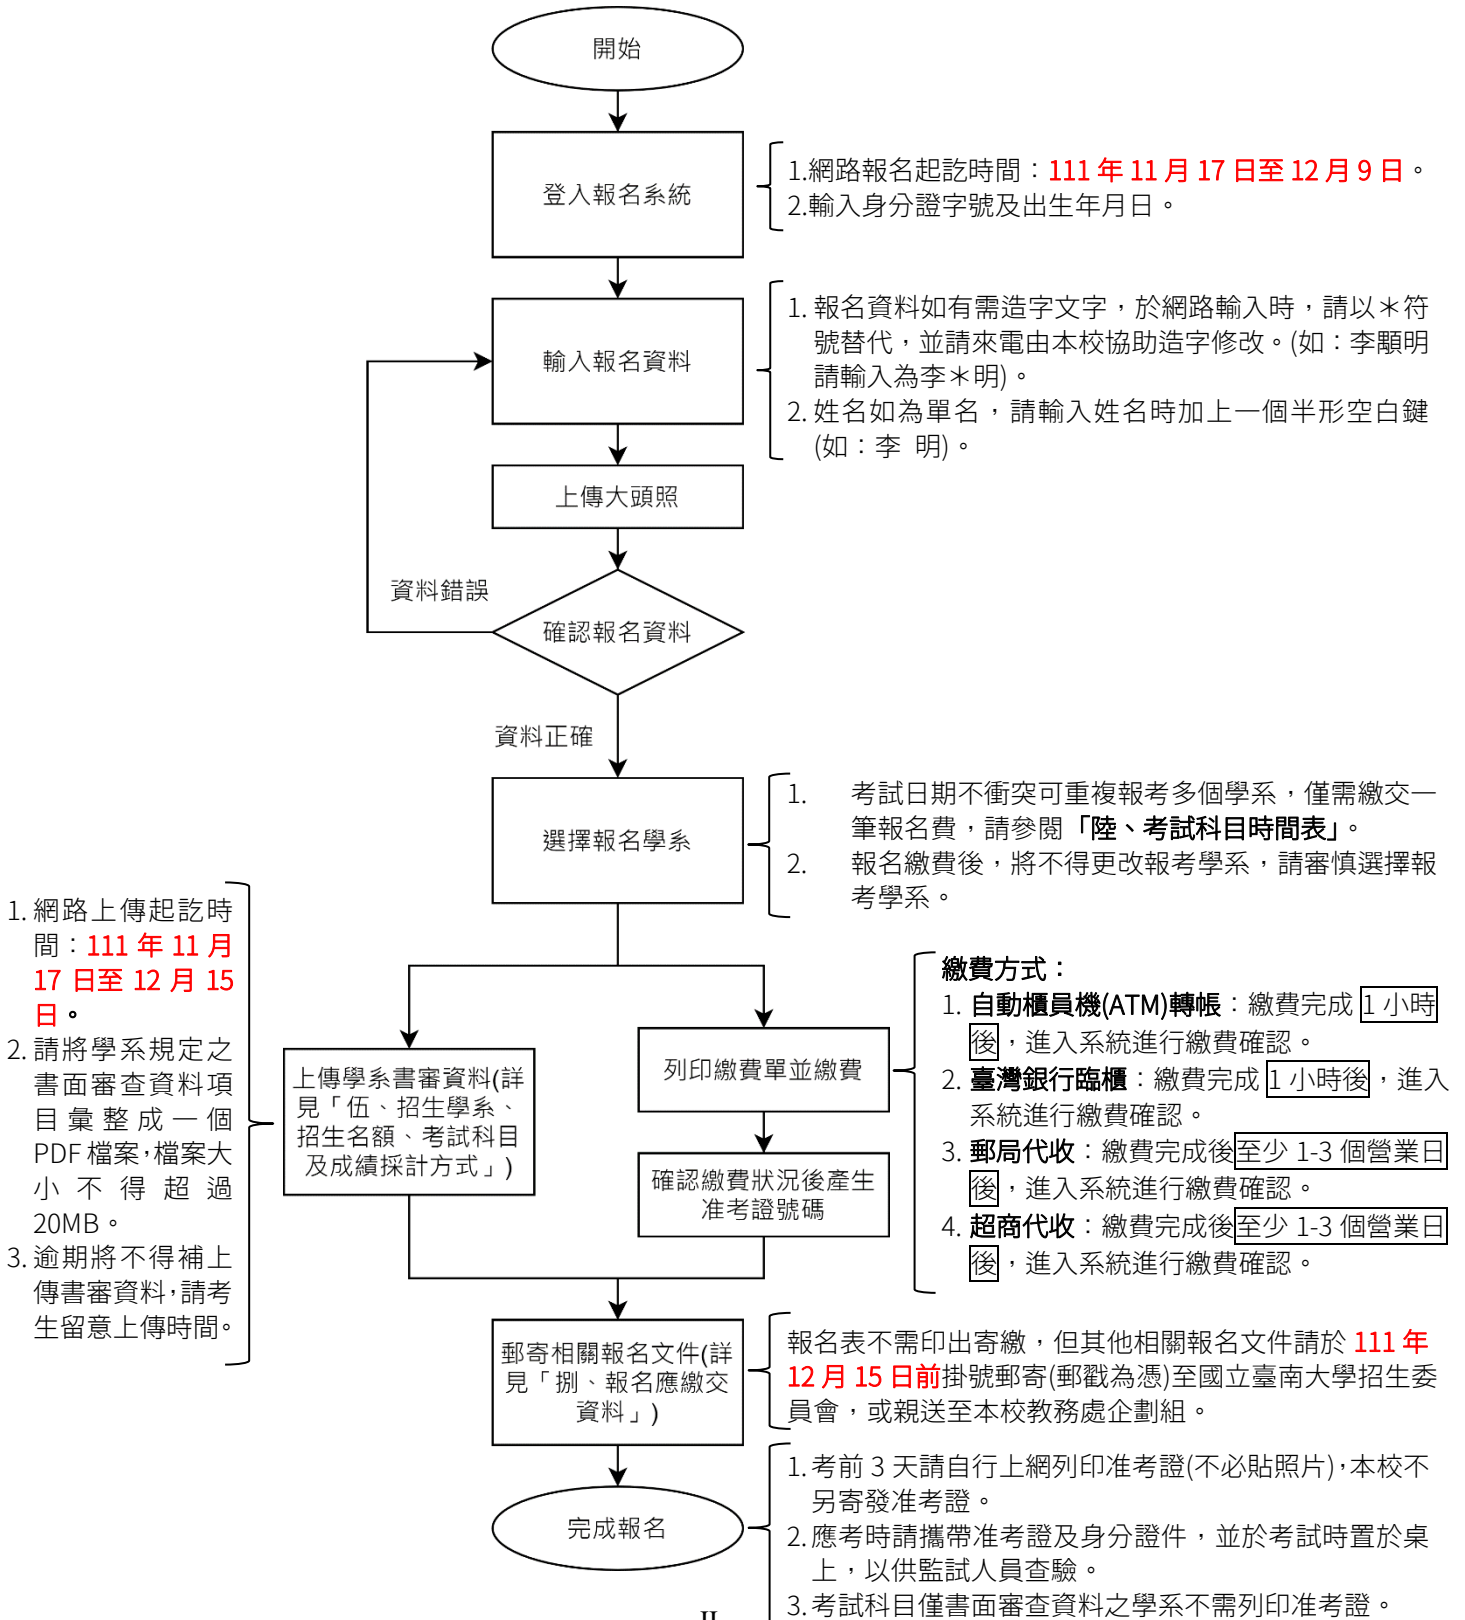 開始
登入報名系統
1.網路報名起訖時間：111 年 11 月 17 日至 12 月 9 日。
2.輸入身分證字號及出生年月日。
輸入報名資料
1. 報名資料如有需造字文字，於網路輸入時，請以＊符
號替代，並請來電由本校協助造字修改。(如：李顒明
請輸入為李＊明)。
2. 姓名如為單名，請輸入姓名時加上一個半形空白鍵
(如：李 明)。
上傳大頭照
資料錯誤
確認報名資料
資料正確
選擇報名學系
1. 考試日期不衝突可重複報考多個學系，僅需繳交一
筆報名費，請參閱「陸、考試科目時間表」。
2. 報名繳費後，將不得更改報考學系，請審慎選擇報
考學系。
1. 網路上傳起訖時
間：111 年 11 月
17 日至 12 月 15
日。
2. 請將學系規定之
書面審查資料項
目彙整成一個
PDF 檔案，檔案大
小不得超過
20MB。
3. 逾期將不得補上
傳書審資料，請考
生留意上傳時間。
上傳學系書審資料(詳
見「伍、招生學系、
招生名額、考試科目
及成績採計方式」)
列印繳費單並繳費
確認繳費狀況後產生
准考證號碼
繳費方式：
1. 自動櫃員機(ATM)轉帳：繳費完成 1 小時
後，進入系統進行繳費確認。
2. 臺灣銀行臨櫃：繳費完成 1 小時後，進入
系統進行繳費確認。
3. 郵局代收：繳費完成後至少 1-3 個營業日
後，進入系統進行繳費確認。
4. 超商代收：繳費完成後至少 1-3 個營業日
後，進入系統進行繳費確認。
郵寄相關報名文件(詳
見「捌、報名應繳交
資料」)
報名表不需印出寄繳，但其他相關報名文件請於 111 年
12 月 15 日前掛號郵寄(郵戳為憑)至國立臺南大學招生委
員會，或親送至本校教務處企劃組。
完成報名
1. 考前 3 天請自行上網列印准考證(不必貼照片)，本校不
另寄發准考證。
2. 應考時請攜帶准考證及身分證件，並於考試時置於桌
上，以供監試人員查驗。
3. 考試科目僅書面審查資料之學系不需列印准考證。
II